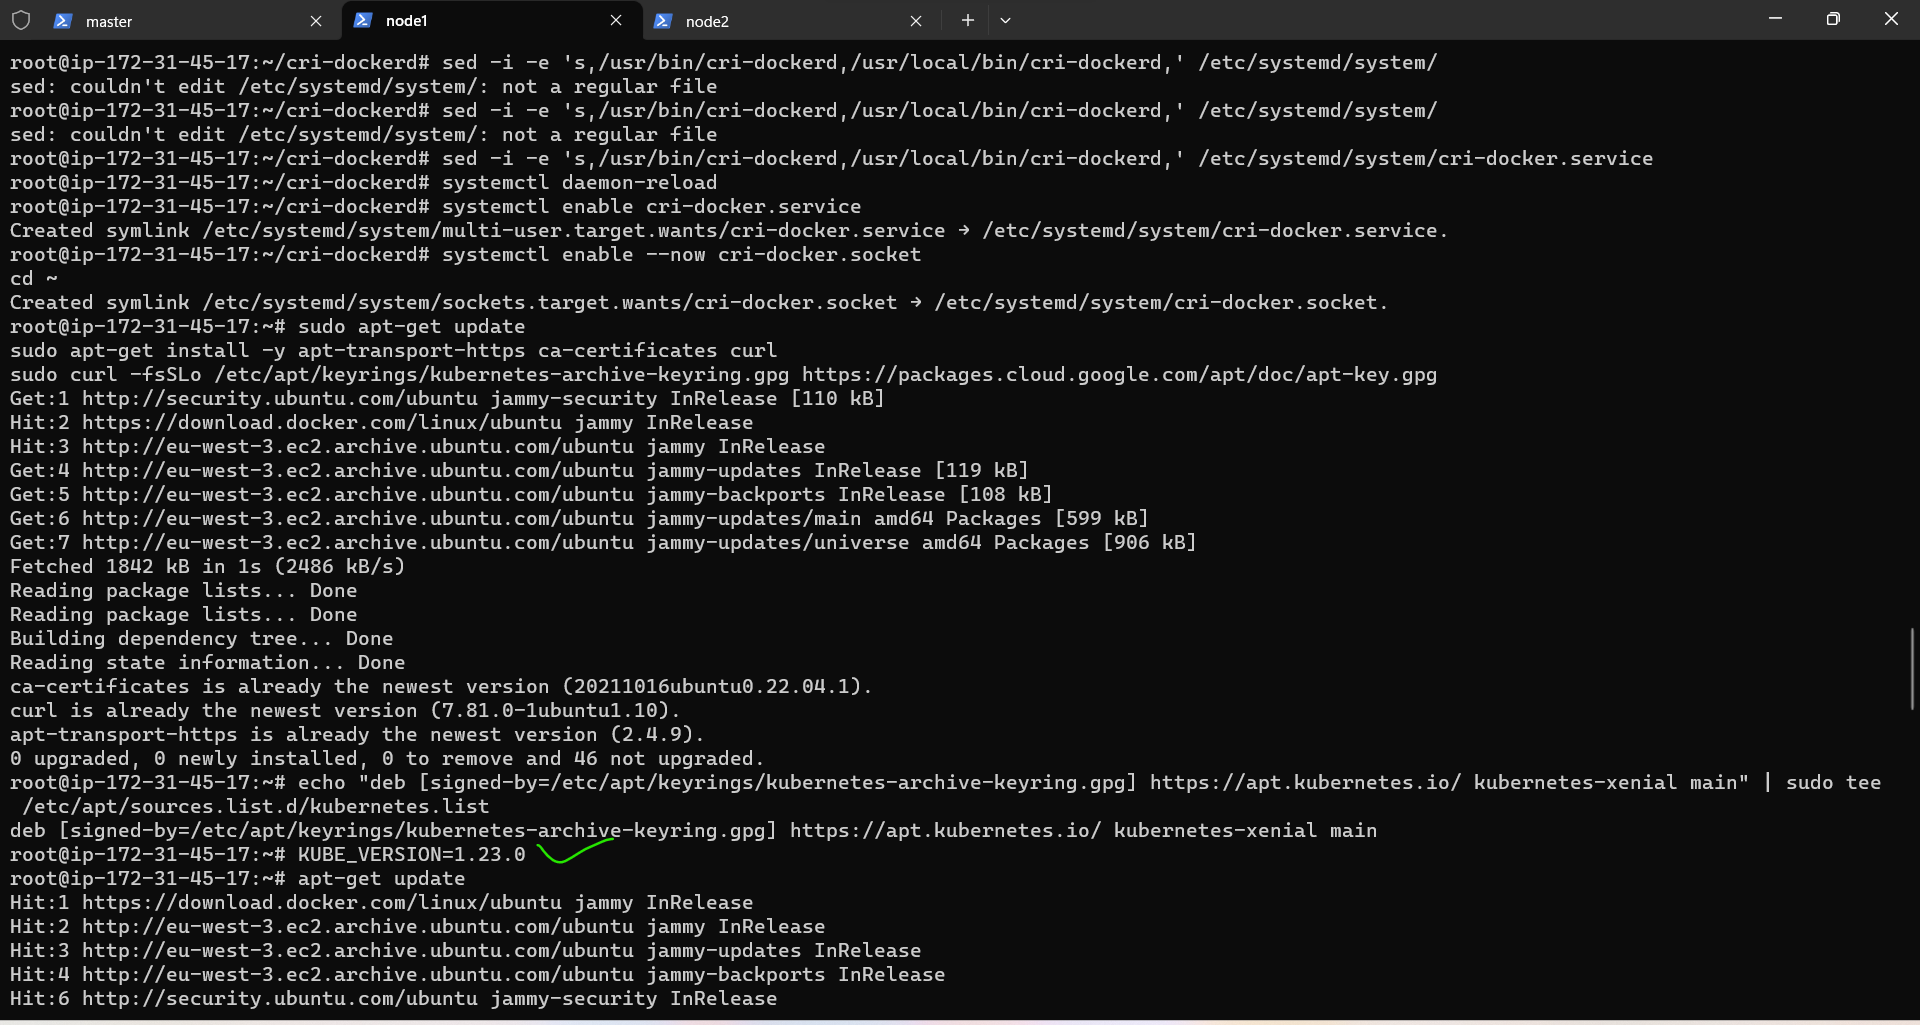 master
node1
node2
root@ip-172-31-45-17:~/cri-dockerd# sed -i -e 's,/usr/bin/cri-dockerd,/usr/local/bin/cri-dockerd,' /etc/systemd/system/
sed: couldn't edit /etc/systemd/system/: not a regular file
root@ip-172-31-45-17:~/cri-dockerd# sed -i -e 's,/usr/bin/cri-dockerd,/usr/local/bin/cri-dockerd,' /etc/systemd/system/
sed: couldn't edit /etc/systemd/system/: not a regular file
root@ip-172-31-45-17:~/cri-dockerd# sed -i -e 's,/usr/bin/cri-dockerd,/usr/local/bin/cri-dockerd,' /etc/systemd/system/cri-docker.service
root@ip-172-31-45-17:~/cri-dockerd# systemctl daemon-reload
root@ip-172-31-45-17:~/cri-dockerd# systemctl enable cri-docker.service
Created symlink /etc/systemd/system/multi-user.target.wants/cri-docker.service → /etc/systemd/system/cri-docker.service.
root@ip-172-31-45-17:~/cri-dockerd# systemctl enable --now cri-docker.socket
cd ~
Created symlink /etc/systemd/system/sockets.target.wants/cri-docker.socket → /etc/systemd/system/cri-docker.socket.
root@ip-172-31-45-17:~# sudo apt-get update
sudo apt-get install -y apt-transport-https ca-certificates curl
sudo curl -fsSLo /etc/apt/keyrings/kubernetes-archive-keyring.gpg https://packages.cloud.google.com/apt/doc/apt-key.gpg
Get:1 http://security.ubuntu.com/ubuntu jammy-security InRelease [110 kB]
Hit:2 https://download.docker.com/linux/ubuntu jammy InRelease
Hit:3 http://eu-west-3.ec2.archive.ubuntu.com/ubuntu jammy InRelease
Get:4 http://eu-west-3.ec2.archive.ubuntu.com/ubuntu jammy-updates InRelease [119 kB]
Get:5 http://eu-west-3.ec2.archive.ubuntu.com/ubuntu jammy-backports InRelease [108 kB]
Get:6 http://eu-west-3.ec2.archive.ubuntu.com/ubuntu jammy-updates/main amd64 Packages [599 kB]
Get:7 http://eu-west-3.ec2.archive.ubuntu.com/ubuntu jammy-updates/universe amd64 Packages [906 kB]
Fetched 1842 kB in 1s (2486 kB/s)
Reading package lists... Done
Reading package lists... Done
Building dependency tree... Done
Reading state information... Done
ca-certificates is already the newest version (20211016ubuntu0.22.04.1).
curl is already the newest version (7.81.0-1ubuntu1.10).
apt-transport-https is already the newest version (2.4.9).
0 upgraded, 0 newly installed, 0 to remove and 46 not upgraded.
root@ip-172-31-45-17:~# echo "deb [signed-by=/etc/apt/keyrings/kubernetes-archive-keyring.gpg] https://apt.kubernetes.io/ kubernetes-xenial main" | sudo tee
/etc/apt/sources.list.d/kubernetes.list
deb [signed-by=/etc/apt/keyrings/kubernetes-archive-keyring.gpg] https://apt.kubernetes.io/ kubernetes-xenial main
root@ip-172-31-45-17:~# KUBE_VERSION=1.23.0
root@ip-172-31-45-17:~# apt-get update
Hit:1 https://download.docker.com/linux/ubuntu jammy InRelease
Hit:2 http://eu-west-3.ec2.archive.ubuntu.com/ubuntu jammy InRelease
Hit:3 http://eu-west-3.ec2.archive.ubuntu.com/ubuntu jammy-updates InRelease
Hit:4 http://eu-west-3.ec2.archive.ubuntu.com/ubuntu jammy-backports InRelease
Hit:6 http://security.ubuntu.com/ubuntu jammy-security InRelease